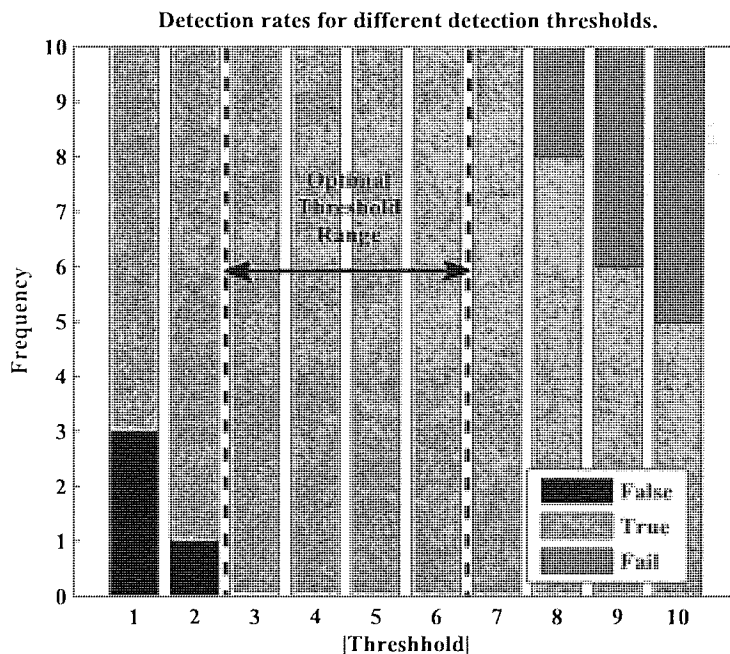 Detection rates for different detection thresholds.
10
9
8
7
6
5
4
3
2
1
0
Frequency
Optimal
Threshold
Range
False
True
Fail
1 2 3 4 5 6 7 8 9 10
|Threshhold|